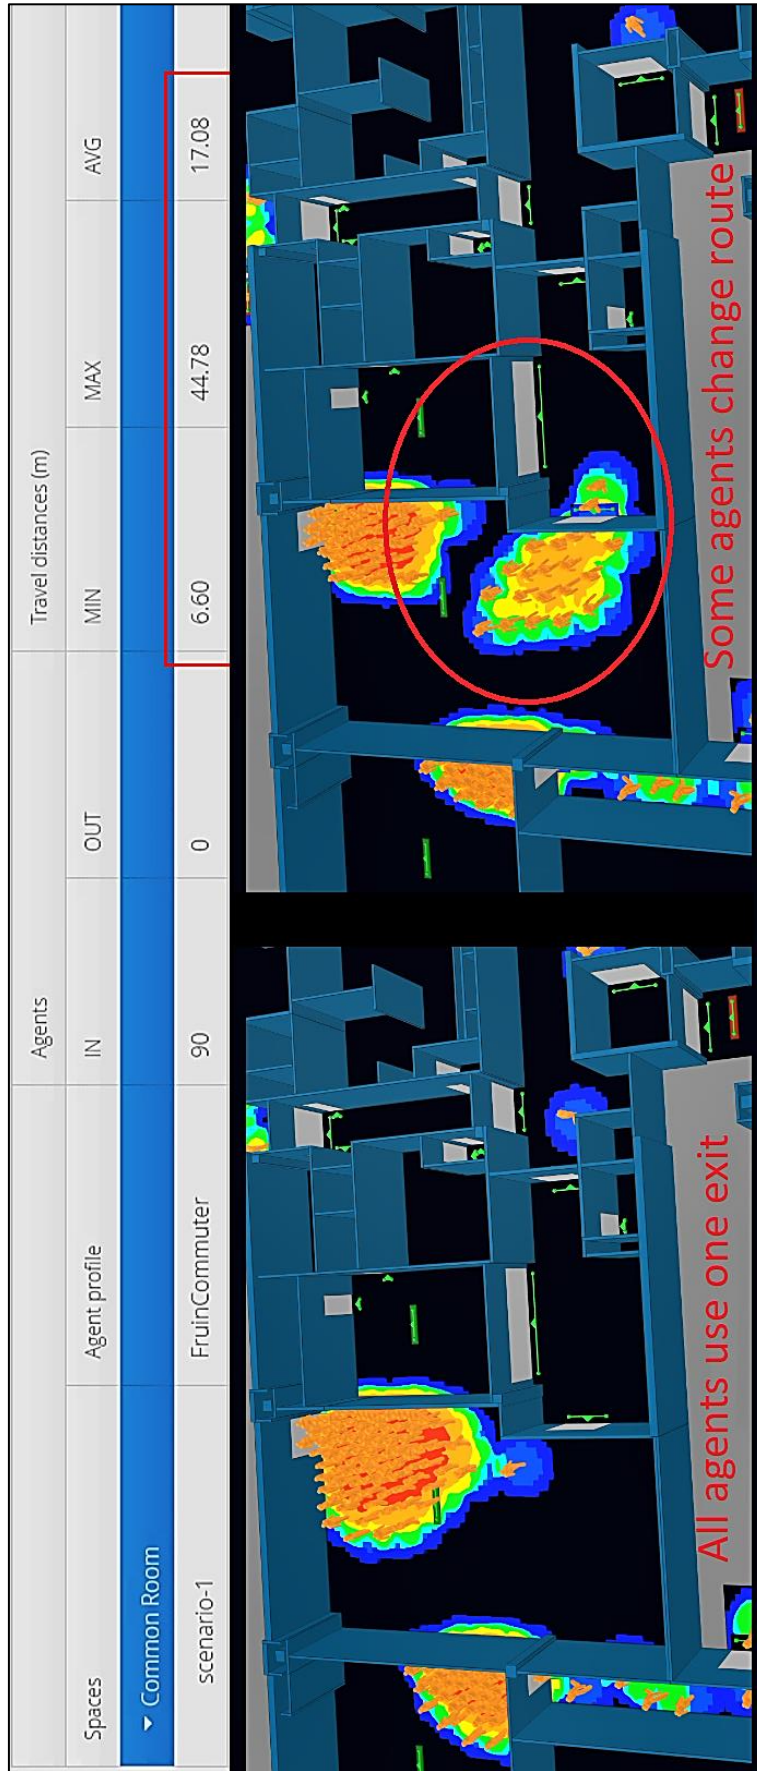 Agents Travel distances (m)
Spaces Agent profile IN OUT MIN MAX AVG
▾ Common Room
scenario-1 FruinCommuter 90 0 6.60 44.78 17.08
All agents use one exit
Some agents change route